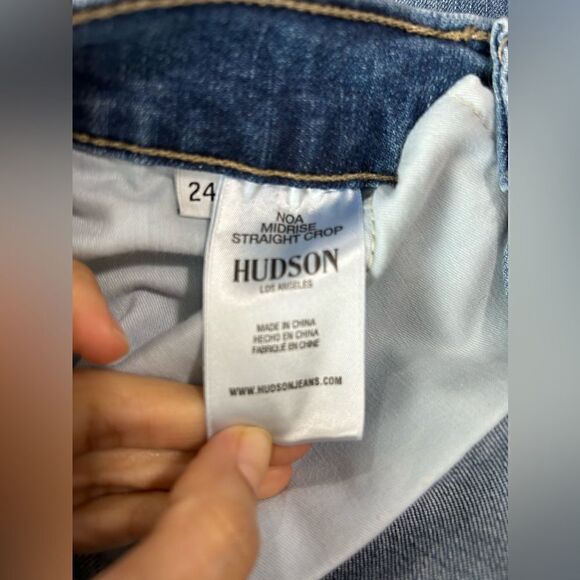 24
NOA
MIDRISE
STRAIGHT CROP
HUDSON
LOS ANGELES
MADE IN CHINA
HECHO EN CHINA
FABRIQUÉ EN CHINE
WWW.HUDSONJEANS.COM